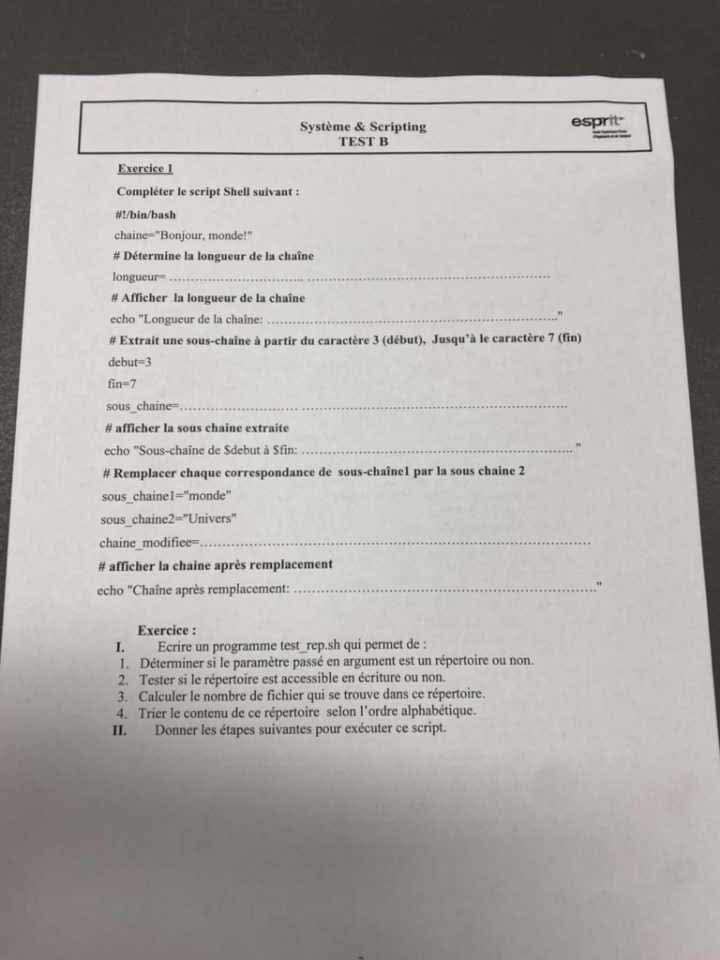 Système & Scripting
TEST B
esprit
Exercice 1
Compléter le script Shell suivant :
#!/bin/bash
chaine="Bonjour, monde!"
# Détermine la longueur de la chaîne
longueur= ................................. ............................................................
# Afficher la longueur de la chaîne
echo "Longueur de la chaîne: ........................................................................"
# Extrait une sous-chaîne à partir du caractère 3 (début), Jusqu'à le caractère 7 (fin)
debut=3
fin=7
sous_chaine=............................. .................................................................
# afficher la sous chaine extraite
echo "Sous-chaîne de $debut à $fin: ................................................................... "
# Remplacer chaque correspondance de sous-chaîne1 par la sous chaine 2
sous_chaine1="monde"
sous_chaine2="Univers"
chaine_modifiee=.................................................................................................
# afficher la chaine après remplacement
echo "Chaîne après remplacement: ..........................................................................."
Exercice :
I. Ecrire un programme test_rep.sh qui permet de :
1. Déterminer si le paramètre passé en argument est un répertoire ou non.
2. Tester si le répertoire est accessible en écriture ou non.
3. Calculer le nombre de fichier qui se trouve dans ce répertoire.
4. Trier le contenu de ce répertoire selon l'ordre alphabétique.
II. Donner les étapes suivantes pour exécuter ce script.